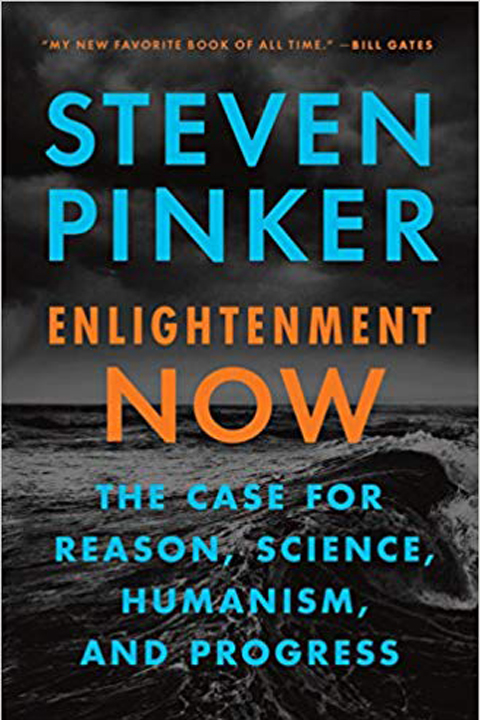 "MY NEW FAVORITE BOOK OF ALL TIME." —BILL GATES
STEVEN
PINKER
ENLIGHTENMENT
NOW
THE CASE FOR
REASON, SCIENCE,
HUMANISM,
AND PROGRESS